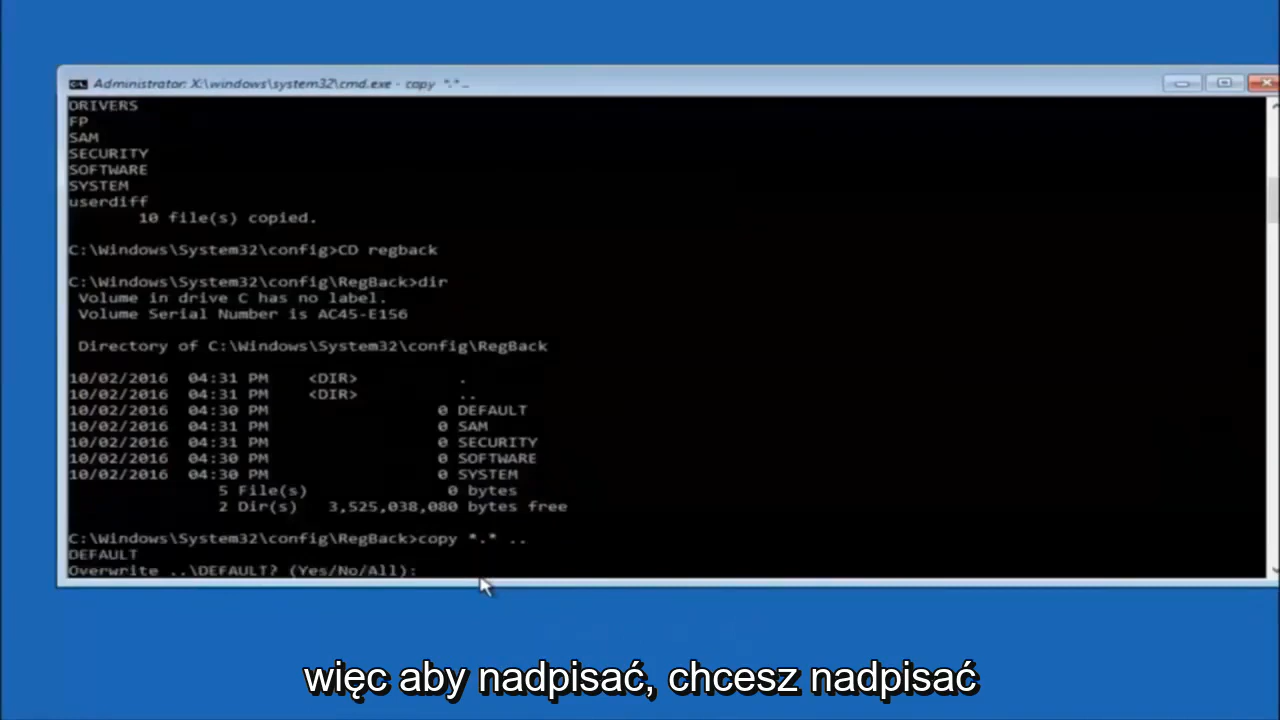 Administrator: X:\windows\system32\cmd.exe - copy *.* ..
DRIVERS
FP
SAM
SECURITY
SOFTWARE
SYSTEM
userdiff
10 file(s) copied.
C:\Windows\System32\config>CD regback
C:\Windows\System32\config\RegBack>dir
Volume in drive C has no label.
Volume Serial Number is AC45-E156
Directory of C:\Windows\System32\config\RegBack
10/02/2016 04:31 PM <DIR> .
10/02/2016 04:31 PM <DIR> ..
10/02/2016 04:30 PM 0 DEFAULT
10/02/2016 04:31 PM 0 SAM
10/02/2016 04:31 PM 0 SECURITY
10/02/2016 04:30 PM 0 SOFTWARE
10/02/2016 04:30 PM 0 SYSTEM
5 File(s) 0 bytes
2 Dir(s) 3,525,038,080 bytes free
C:\Windows\System32\config\RegBack>copy *.* ..
DEFAULT
Overwrite ..\DEFAULT? (Yes/No/All):
więc aby nadpisać, chcesz nadpisać